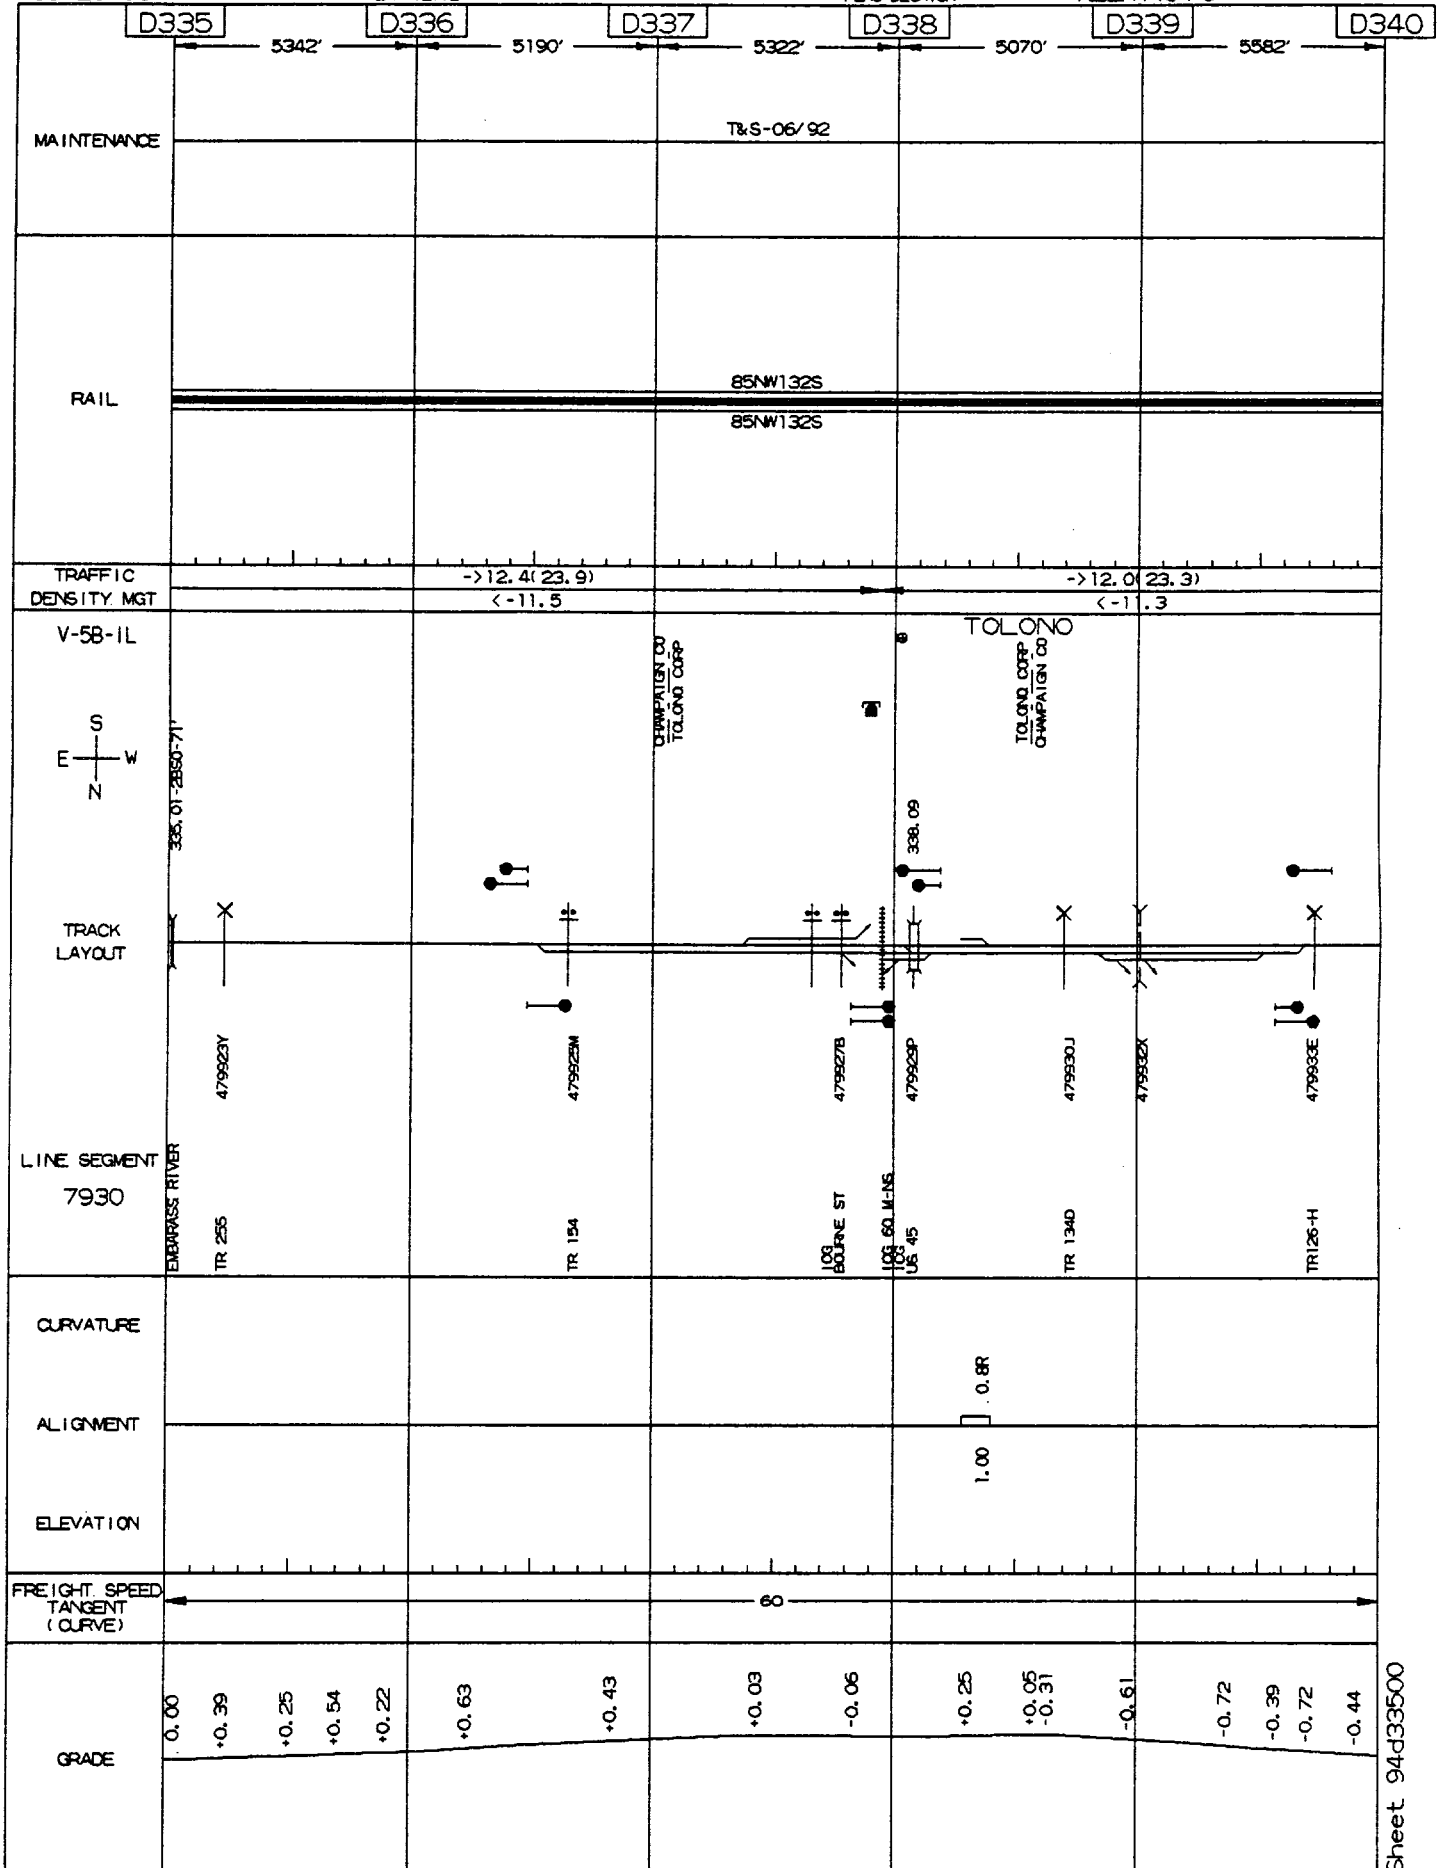 D335 D336 D337 D338 D339 D340
5342' 5190' 5322' 5070' 5582'
MAINTENANCE
T&S-06/92
RAIL
85NW132S
85NW132S
TRAFFIC
DENSITY MGT
->12.4(23.9)
->12.0(23.3)
<-11.5
<-11.3
V-5B-IL
TOLONO
CHAMPAIGN CO
TOLONO CORP
TOLONO CORP
CHAMPAIGN CO
S
E W
N
338.09
TRACK
LAYOUT
479923Y
479925M
479927B
479929P
479930J
479932X
479933E
LINE SEGMENT
7930
EMBARASS RIVER
TR 255
TR 154
ICG
BOURNE ST
ICG 60 M-NS
ICG
US 45
TR 134D
TR126-H
CURVATURE
0.8R
ALIGNMENT
1.00
ELEVATION
FREIGHT SPEED
TANGENT
(CURVE)
60
GRADE
0.00
+0.39
+0.25
+0.54
+0.22
+0.63
+0.43
+0.03
-0.06
+0.25
+0.05
-0.31
-0.61
-0.72
-0.39
-0.72
-0.44
Sheet 94d33500